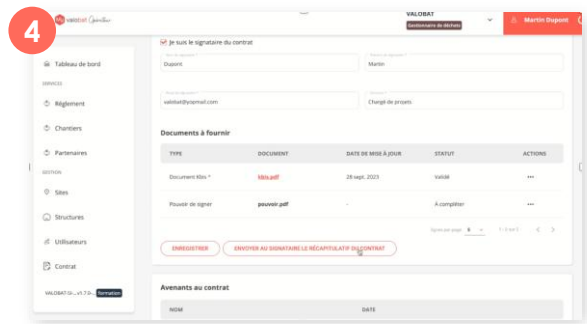 4
valobat Opération
VALOBAT
Gestionnaire de déchets
Martin Dupont
Je suis le signataire du contrat
Tableau de bord
Dupont
Martin
SERVICES
Règlement
valobat@yopmail.com
Chargé de projets
Chantiers
Partenaires
Documents à fournir
TYPE DOCUMENT DATE DE MISE À JOUR STATUT ACTIONS
GESTION
Document Kbis * kbis.pdf 28 sept. 2023 Validé ...
Sites
Pouvoir de signer pouvoir.pdf - A compléter ...
Structures
Utilisateurs
ENREGISTRER
ENVOYER AU SIGNATAIRE LE RÉCAPITULATIF DU CONTRAT
Contrat
formation
Avenants au contrat
NOM DATE